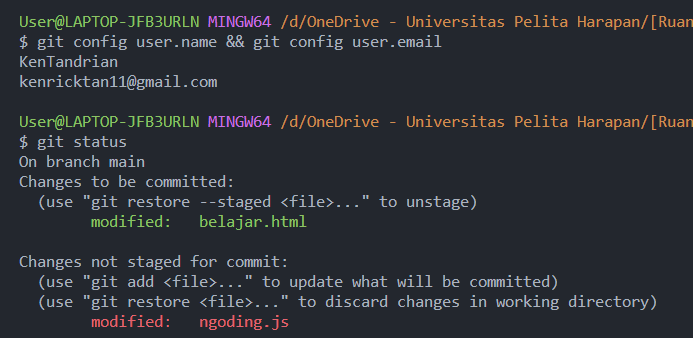 User@LAPTOP-JFB3URLN MINGW64 /d/OneDrive - Universitas Pelita Harapan/[Ruan
$ git config user.name && git config user.email
KenTandrian
kenricktan11@gmail.com
User@LAPTOP-JFB3URLN MINGW64 /d/OneDrive - Universitas Pelita Harapan/[Ruan
$ git status
On branch main
Changes to be committed:
  (use "git restore --staged <file>..." to unstage)
        modified:   belajar.html
Changes not staged for commit:
  (use "git add <file>..." to update what will be committed)
  (use "git restore <file>..." to discard changes in working directory)
        modified:   ngoding.js